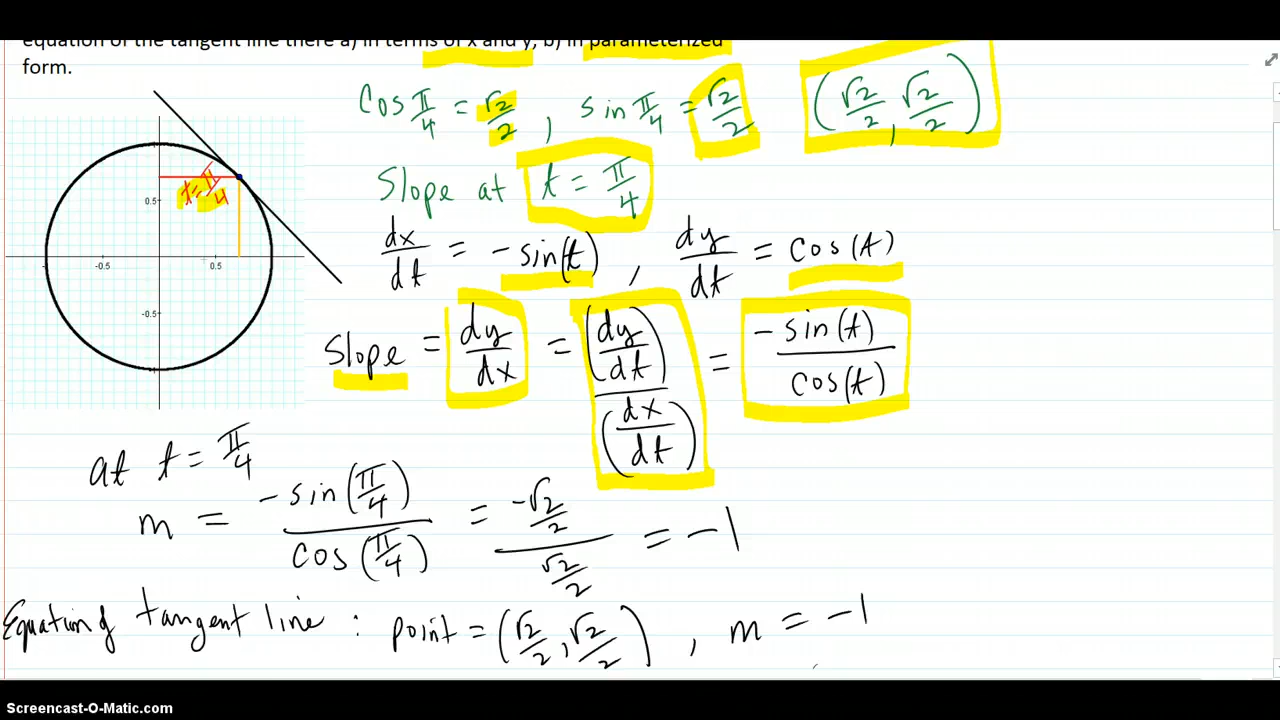 equation of the tangent line there a) in terms of x and y, b) in parameterized
form.
cos π/4 = √2/2 , sin π/4 = √2/2 (√2/2, √2/2)
Slope at t = π/4
dx/dt = - sin(t) , dy/dt = cos(t)
Slope = dy/dx = (dy/dt)/(dx/dt) = - sin(t)/cos(t)
t = π/4
0.5
-0.5
0.5
-0.5
at t = π/4
m = - sin(π/4)/cos(π/4) = (-√2/2)/(√2/2) = -1
Equation of tangent line : point = (√2/2, √2/2) , m = -1
Screencast-O-Matic.com